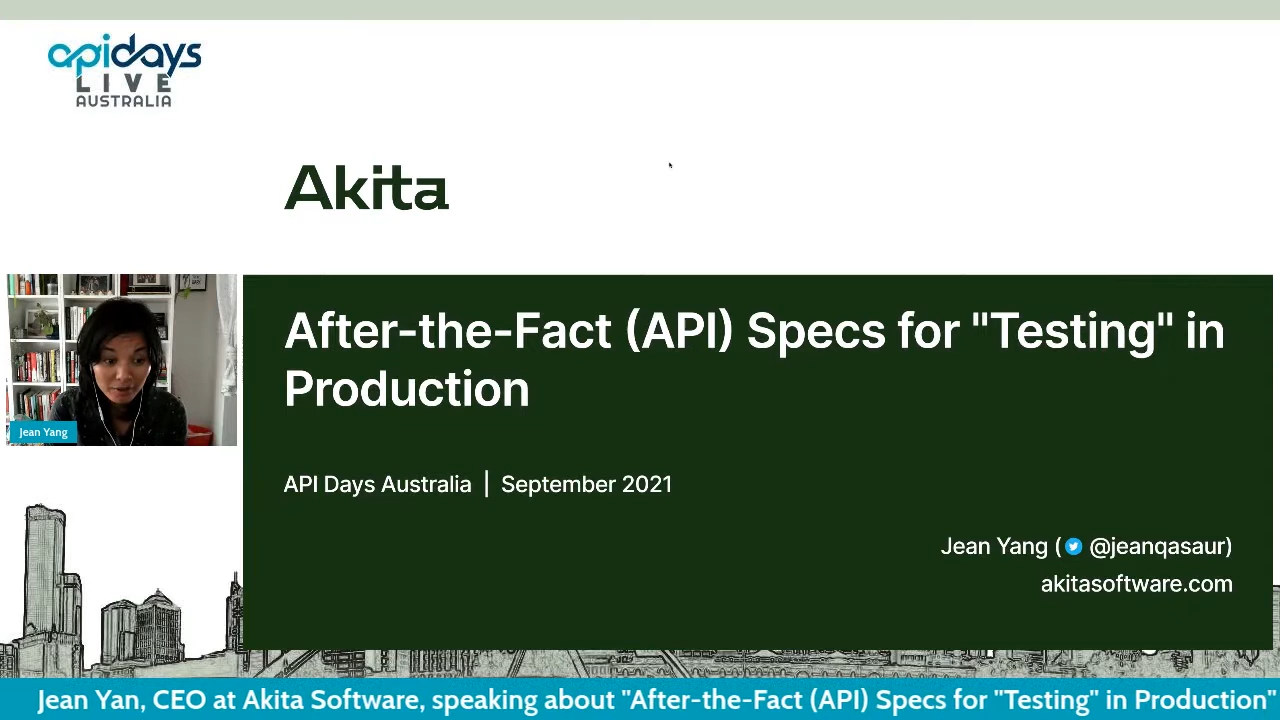 apidays
LIVE
AUSTRALIA
Akita
After-the-Fact (API) Specs for "Testing" in
Production
Jean Yang
API Days Australia | September 2021
Jean Yang (@jeanqasaur)
akitasoftware.com
Jean Yan, CEO at Akita Software, speaking about "After-the-Fact (API) Specs for "Testing" in Production"